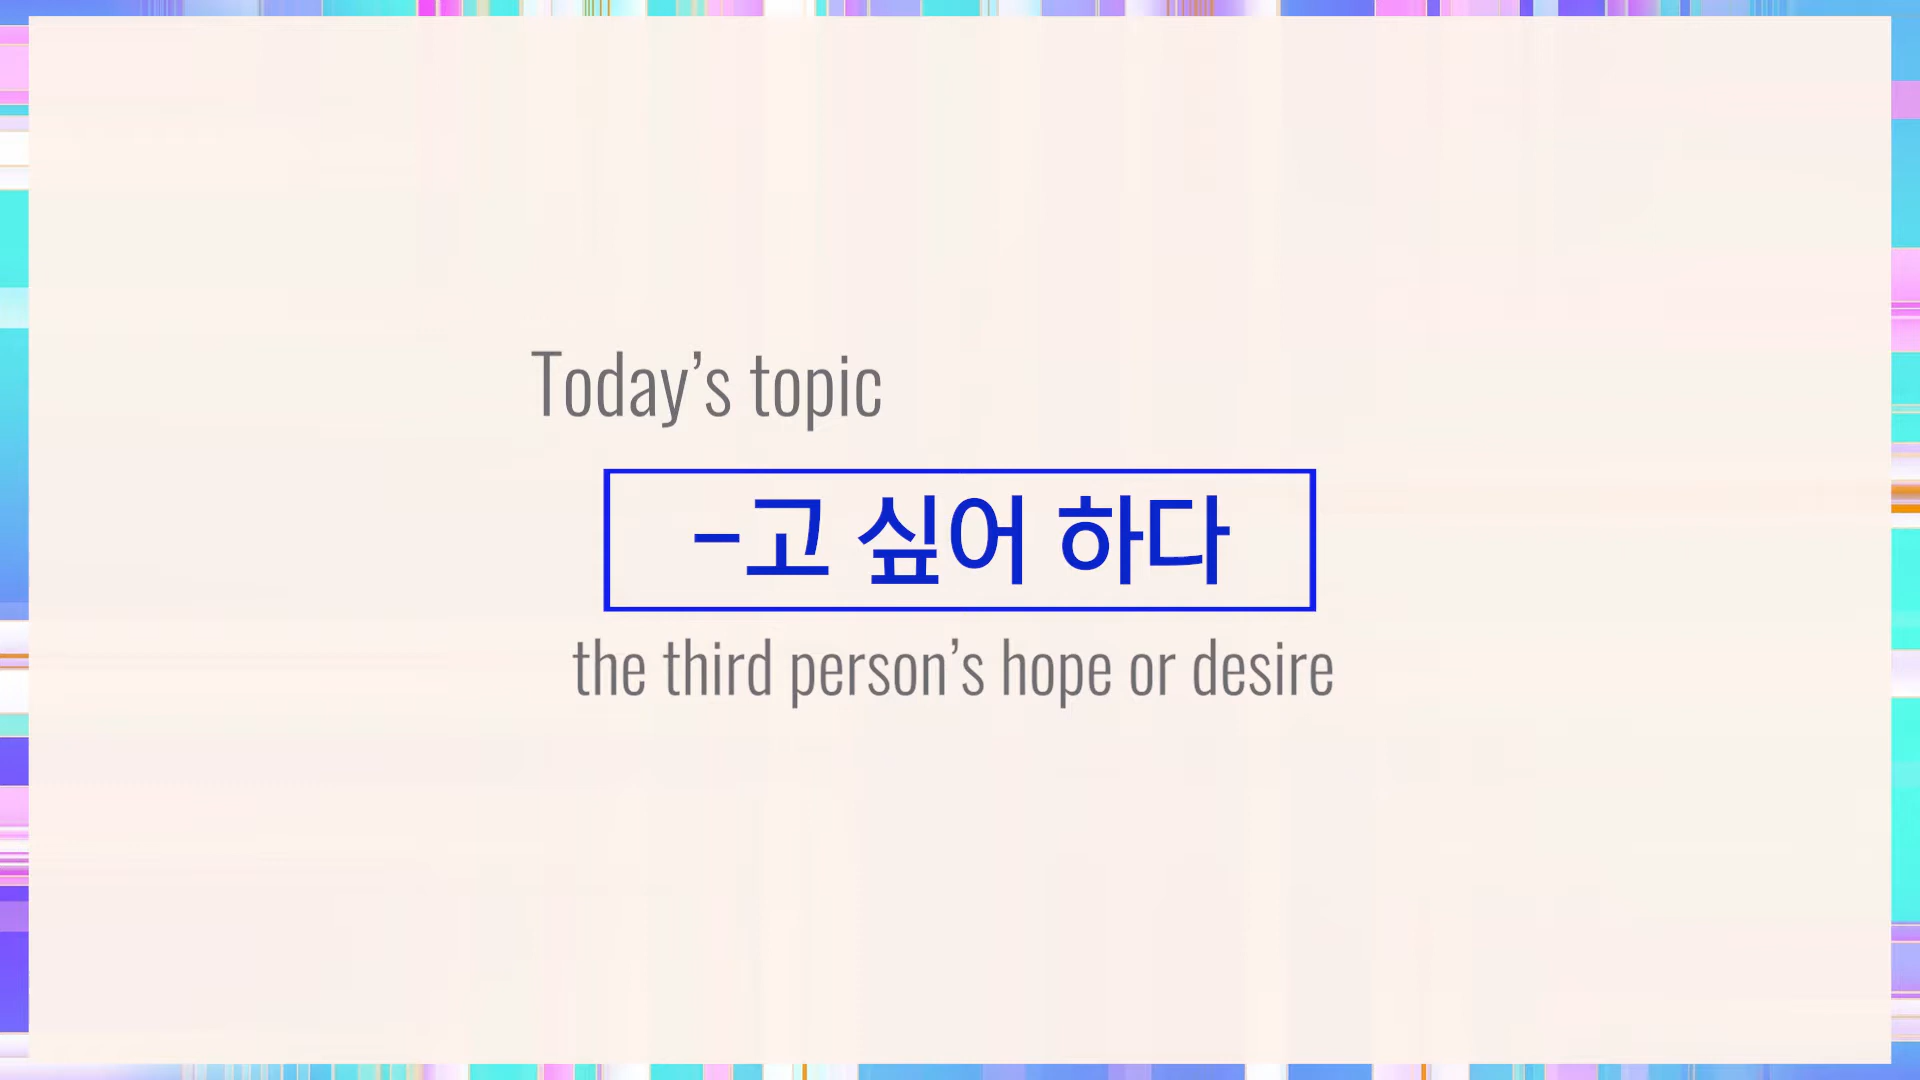 Today’s topic
-고 싶어 하다
the third person’s hope or desire